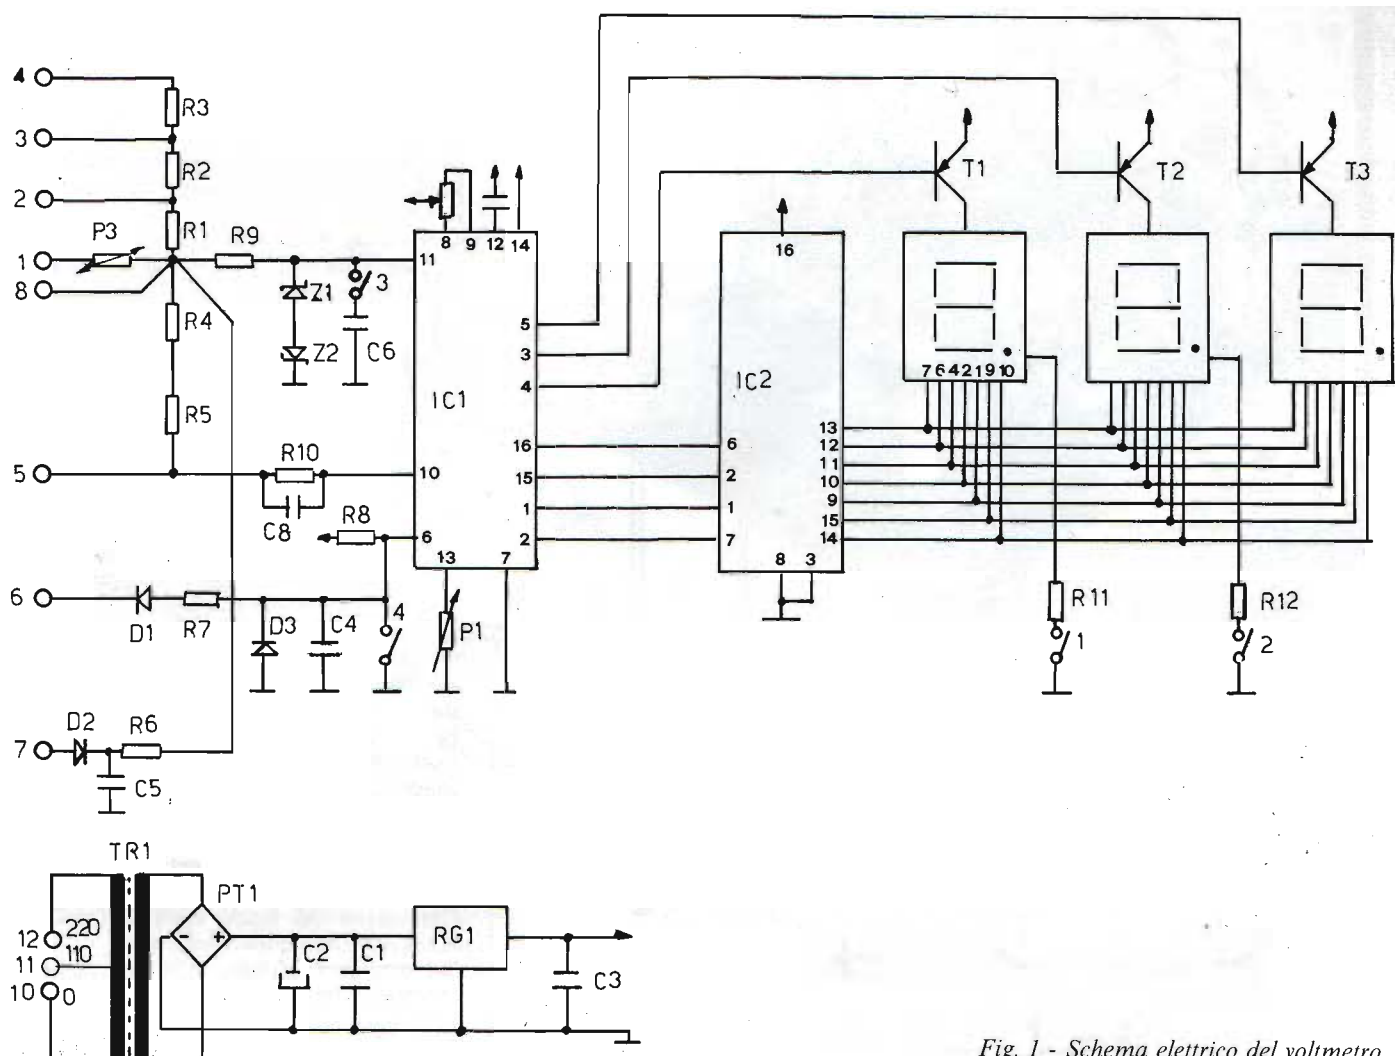 4
R3
3
R2
2
P3
R1
R9
1
8
R4
Z1
3
Z2
C6
R5
5
R10
C8
R8
6
D1
R7
D3
C4
4
P1
7
D2
R6
C5
8 9 12 14
11
5
3
4
IC1
16
15
10
1
6
2
13 7
16
IC2
6
2
1
7
13
12
11
10
9
15
14
8 3
T1
T2
T3
7 6 4 2 1 9 10
R11
1
R12
2
TR1
PT1
12 220
11 110
10 0
- +
C2
C1
RG1
C3
Fig. 1 - Schema elettrico del voltmetro